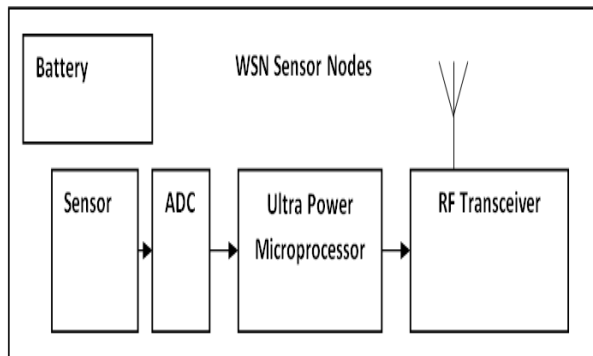 Battery
WSN Sensor Nodes
Sensor
ADC
Ultra Power
Microprocessor
RF Transceiver